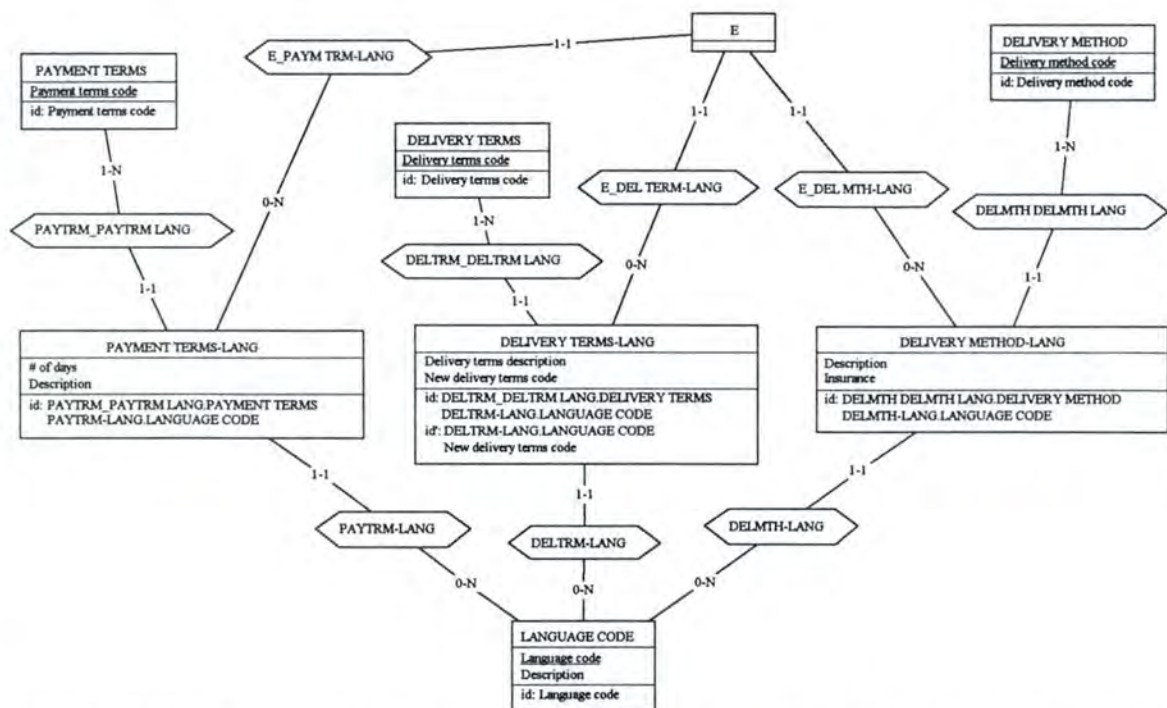 E
1-1
E_PAYM TRM-LANG
PAYMENT TERMS
Payment terms code
id: Payment terms code
DELIVERY METHOD
Delivery method code
id: Delivery method code
1-1
1-1
DELIVERY TERMS
Delivery terms code
id: Delivery terms code
1-N
1-N
E_DEL TERM-LANG
E_DEL MTH-LANG
DELMTH DELMTH LANG
0-N
PAYTRM_PAYTRM LANG
1-N
DELTRM_DELTRM LANG
0-N
0-N
1-1
1-1
1-1
PAYMENT TERMS-LANG
# of days
Description
id: PAYTRM_PAYTRM LANG.PAYMENT TERMS
PAYTRM-LANG.LANGUAGE CODE
DELIVERY TERMS-LANG
Delivery terms description
New delivery terms code
id: DELTRM_DELTRM LANG.DELIVERY TERMS
DELTRM-LANG.LANGUAGE CODE
id': DELTRM-LANG.LANGUAGE CODE
New delivery terms code
DELIVERY METHOD-LANG
Description
Insurance
id: DELMTH DELMTH LANG.DELIVERY METHOD
DELMTH-LANG.LANGUAGE CODE
1-1
1-1
1-1
PAYTRM-LANG
DELTRM-LANG
DELMTH-LANG
0-N
0-N
0-N
LANGUAGE CODE
Language code
Description
id: Language code